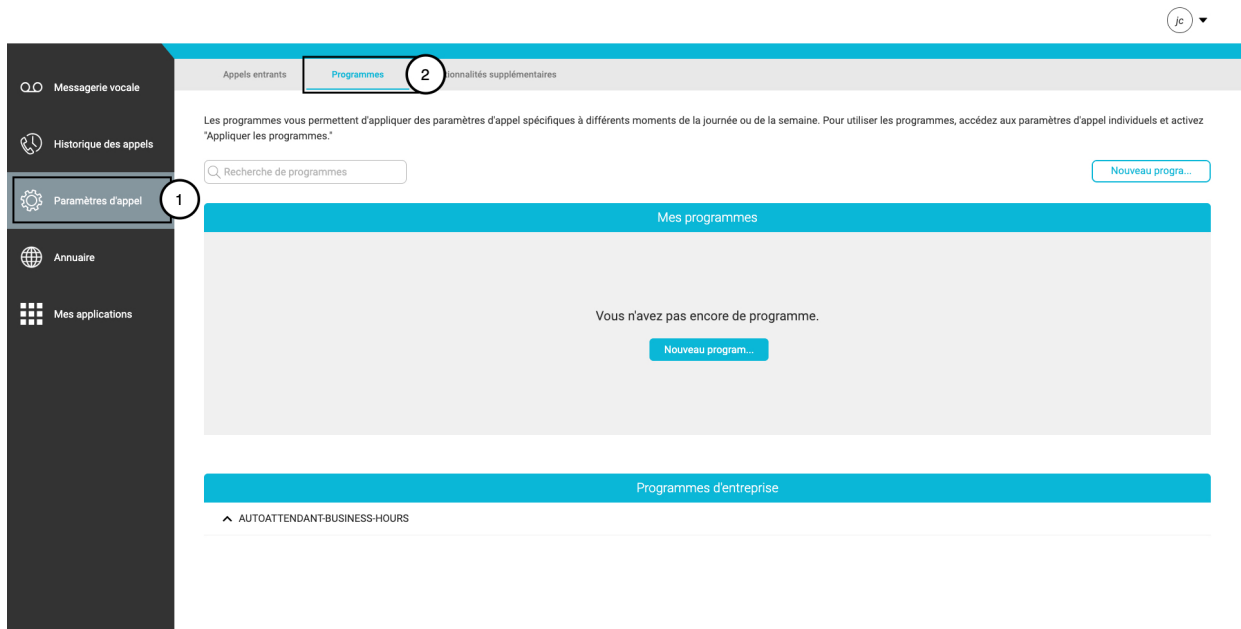 jc
Appels entrants
Programmes
2
tionnalités supplémentaires
Messagerie vocale
Les programmes vous permettent d'appliquer des paramètres d'appel spécifiques à différents moments de la journée ou de la semaine. Pour utiliser les programmes, accédez aux paramètres d'appel individuels et activez
"Appliquer les programmes."
Historique des appels
Recherche de programmes
Nouveau progra...
Paramètres d'appel
1
Mes programmes
Annuaire
Mes applications
Vous n'avez pas encore de programme.
Nouveau program...
Programmes d'entreprise
AUTOATTENDANT-BUSINESS-HOURS